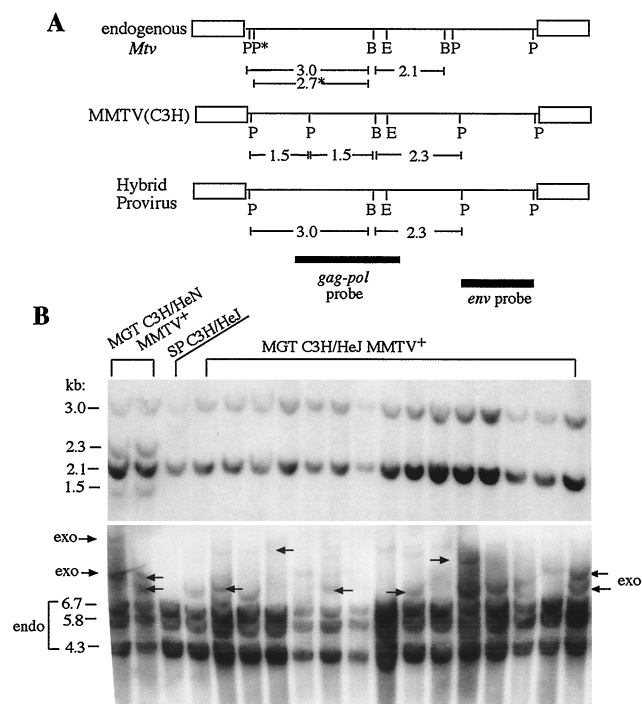 A
endogenous
Mtv
P P* B E B P P
3.0 2.1
2.7*
MMTV(C3H)
P P B E P P
1.5 1.5 2.3
Hybrid
Provirus
P B E P P
3.0 2.3
gag-pol
probe
env probe
B
MGT C3H/HeN
MMTV+
SP C3H/HeJ
MGT C3H/HeJ MMTV+
kb:
3.0
2.3
2.1
1.5
exo
exo
exo
6.7
endo
5.8
4.3